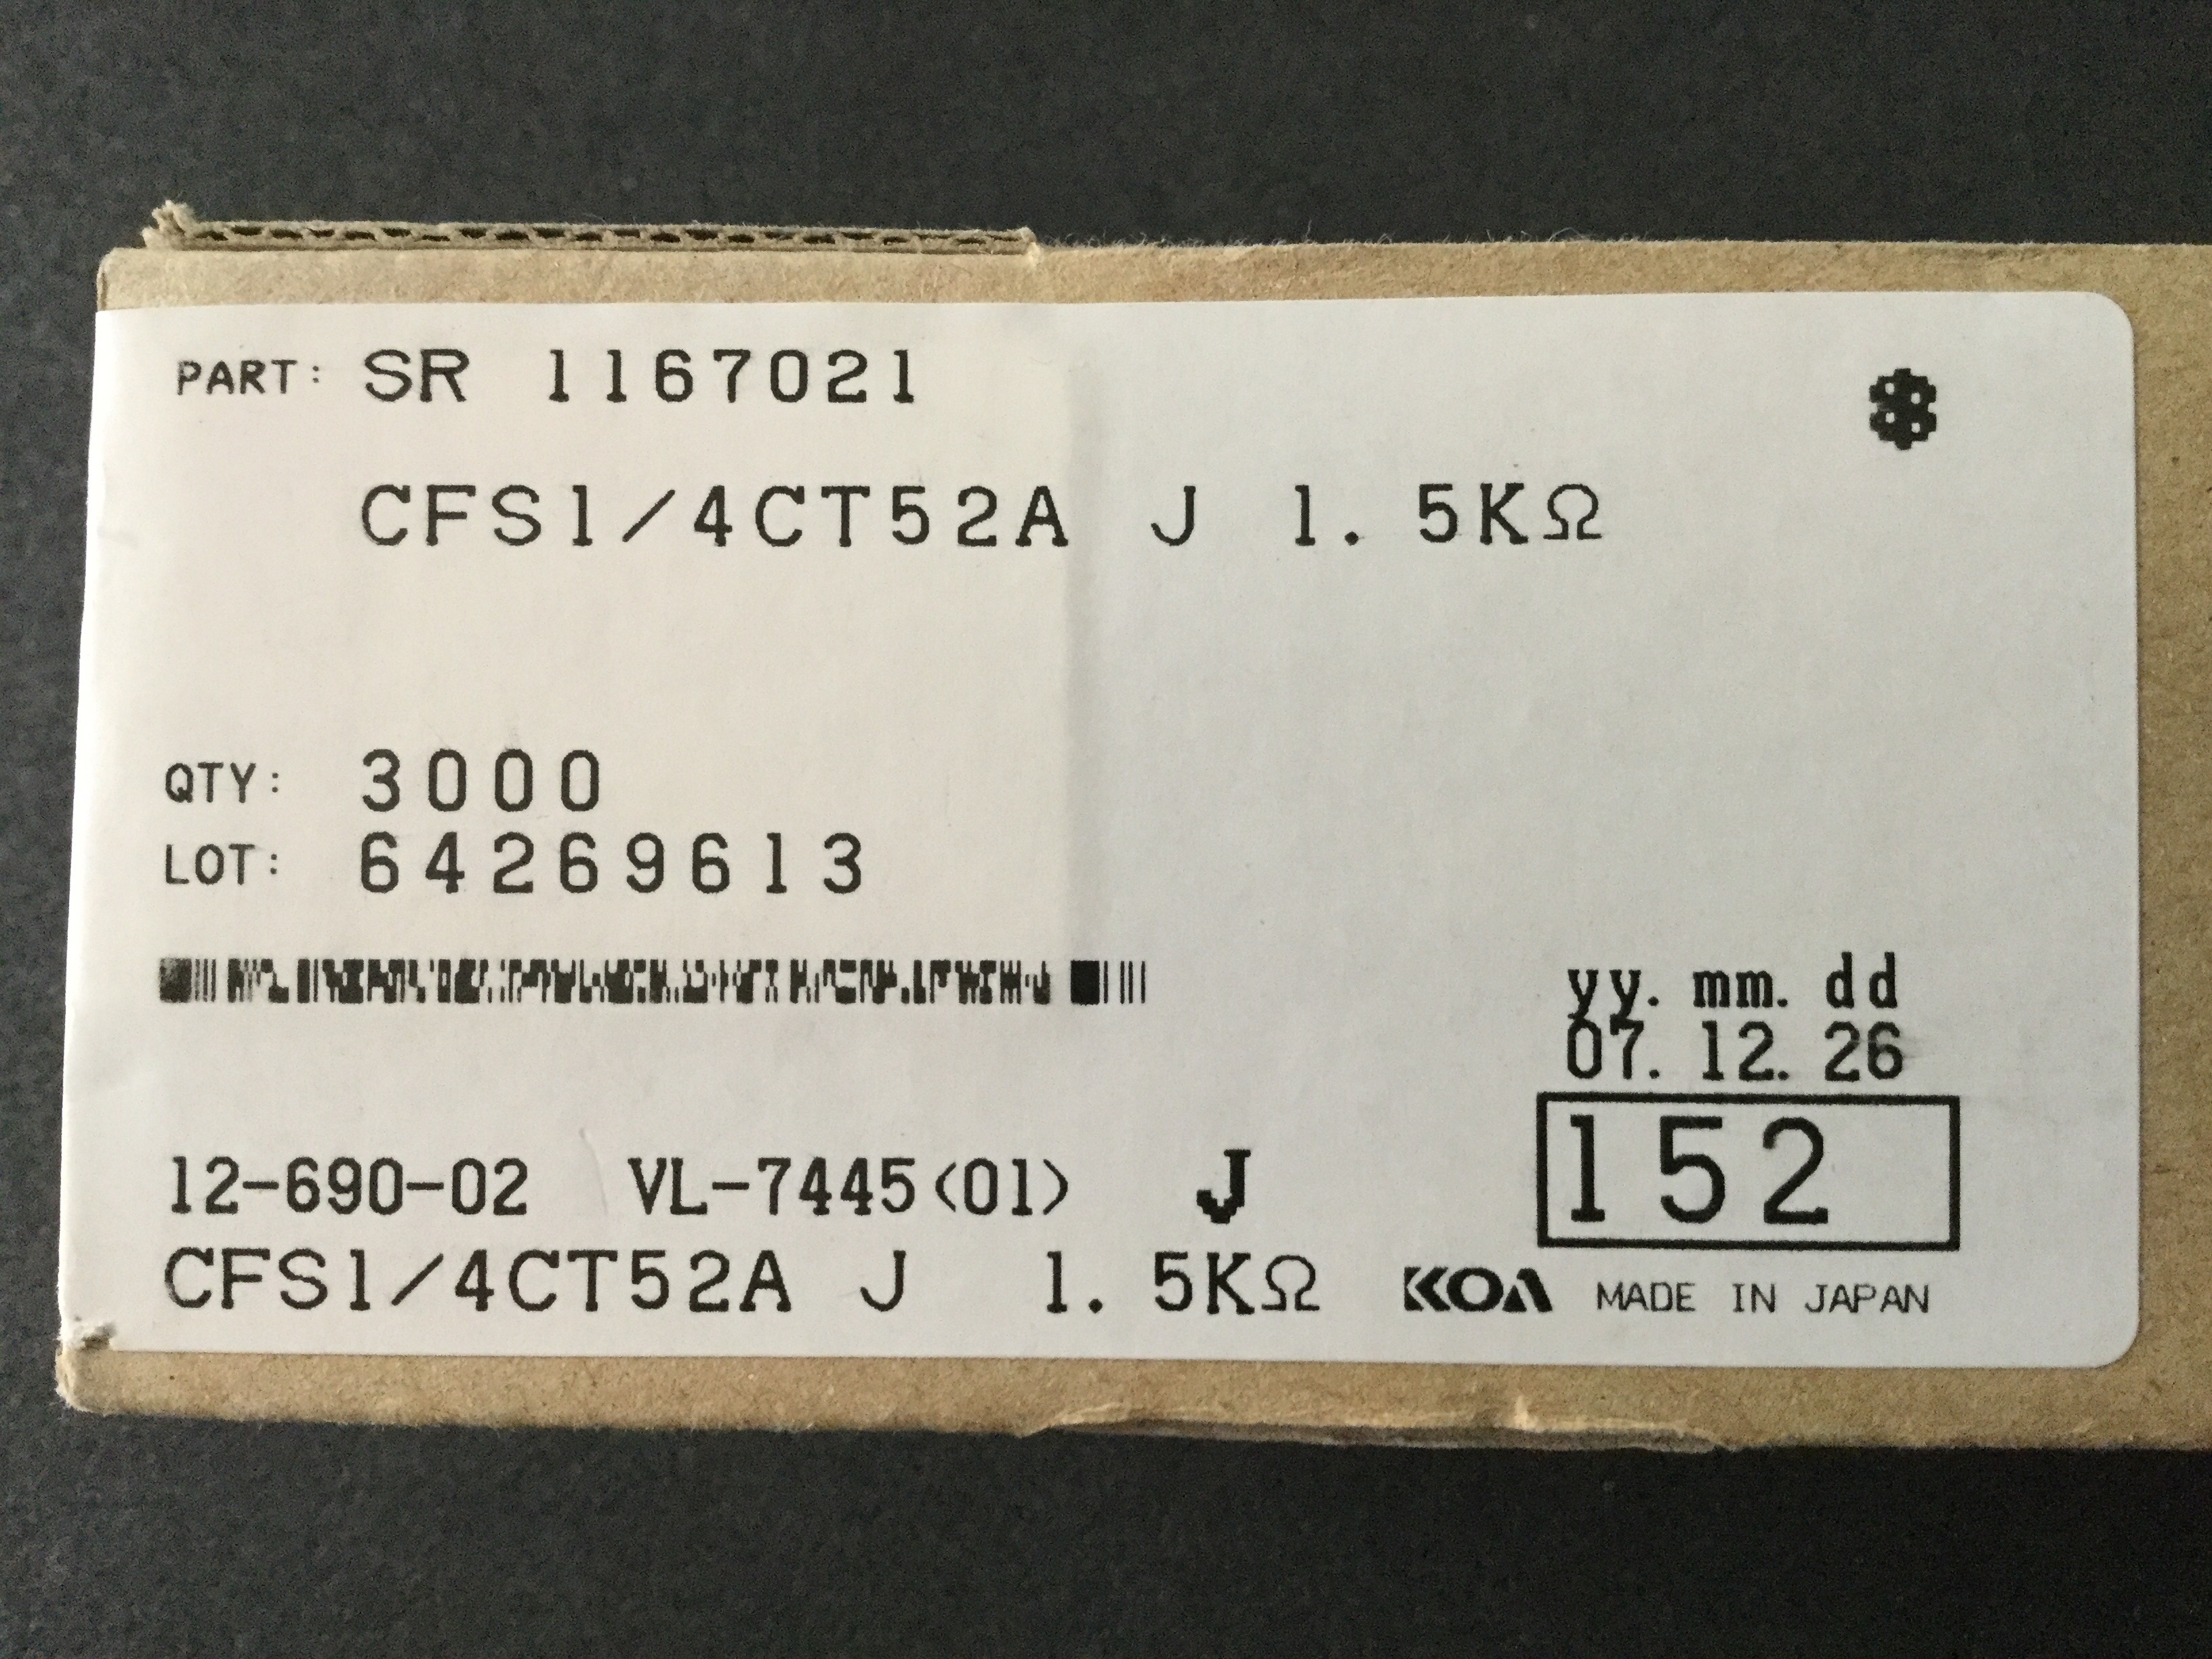 PART: SR 1167021
CFS1/4CT52A J 1.5KΩ
QTY: 3000
LOT: 64269613
yy.mm.dd
07.12.26
152
12-690-02 VL-7445(01) J
CFS1/4CT52A J 1.5KΩ KOA MADE IN JAPAN